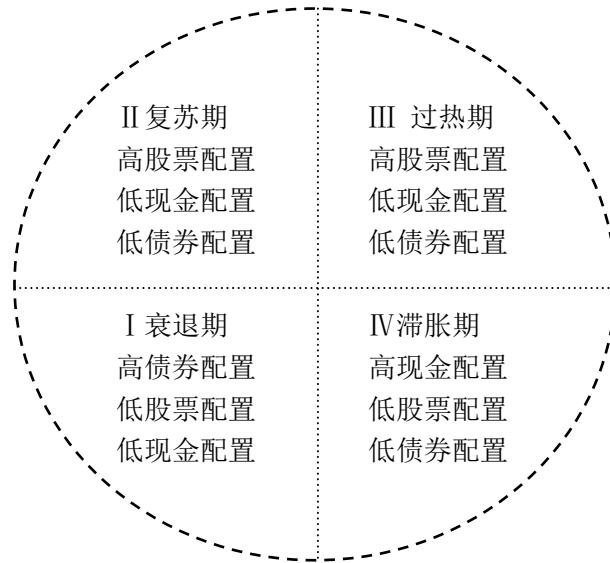 Ⅱ复苏期
高股票配置
低现金配置
低债券配置
Ⅲ 过热期
高股票配置
低现金配置
低债券配置
Ⅰ衰退期
高债券配置
低股票配置
低现金配置
Ⅳ滞胀期
高现金配置
低股票配置
低债券配置